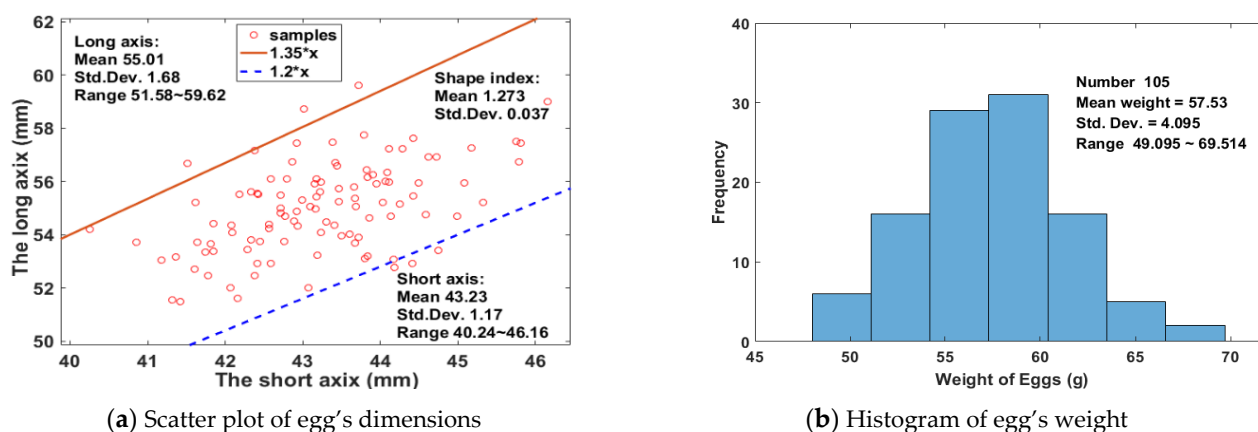 62
60
58
56
54
52
50
The long axix (mm)
Long axis:
Mean 55.01
Std.Dev. 1.68
Range 51.58~59.62
samples
1.35*x
1.2*x
Shape index:
Mean 1.273
Std.Dev. 0.037
Short axis:
Mean 43.23
Std.Dev. 1.17
Range 40.24~46.16
40 41 42 43 44 45 46
The short axix (mm)
(a) Scatter plot of egg's dimensions
40
30
20
10
0
Frequency
Number 105
Mean weight = 57.53
Std. Dev. = 4.095
Range 49.095 ~ 69.514
45 50 55 60 65 70
Weight of Eggs (g)
(b) Histogram of egg's weight